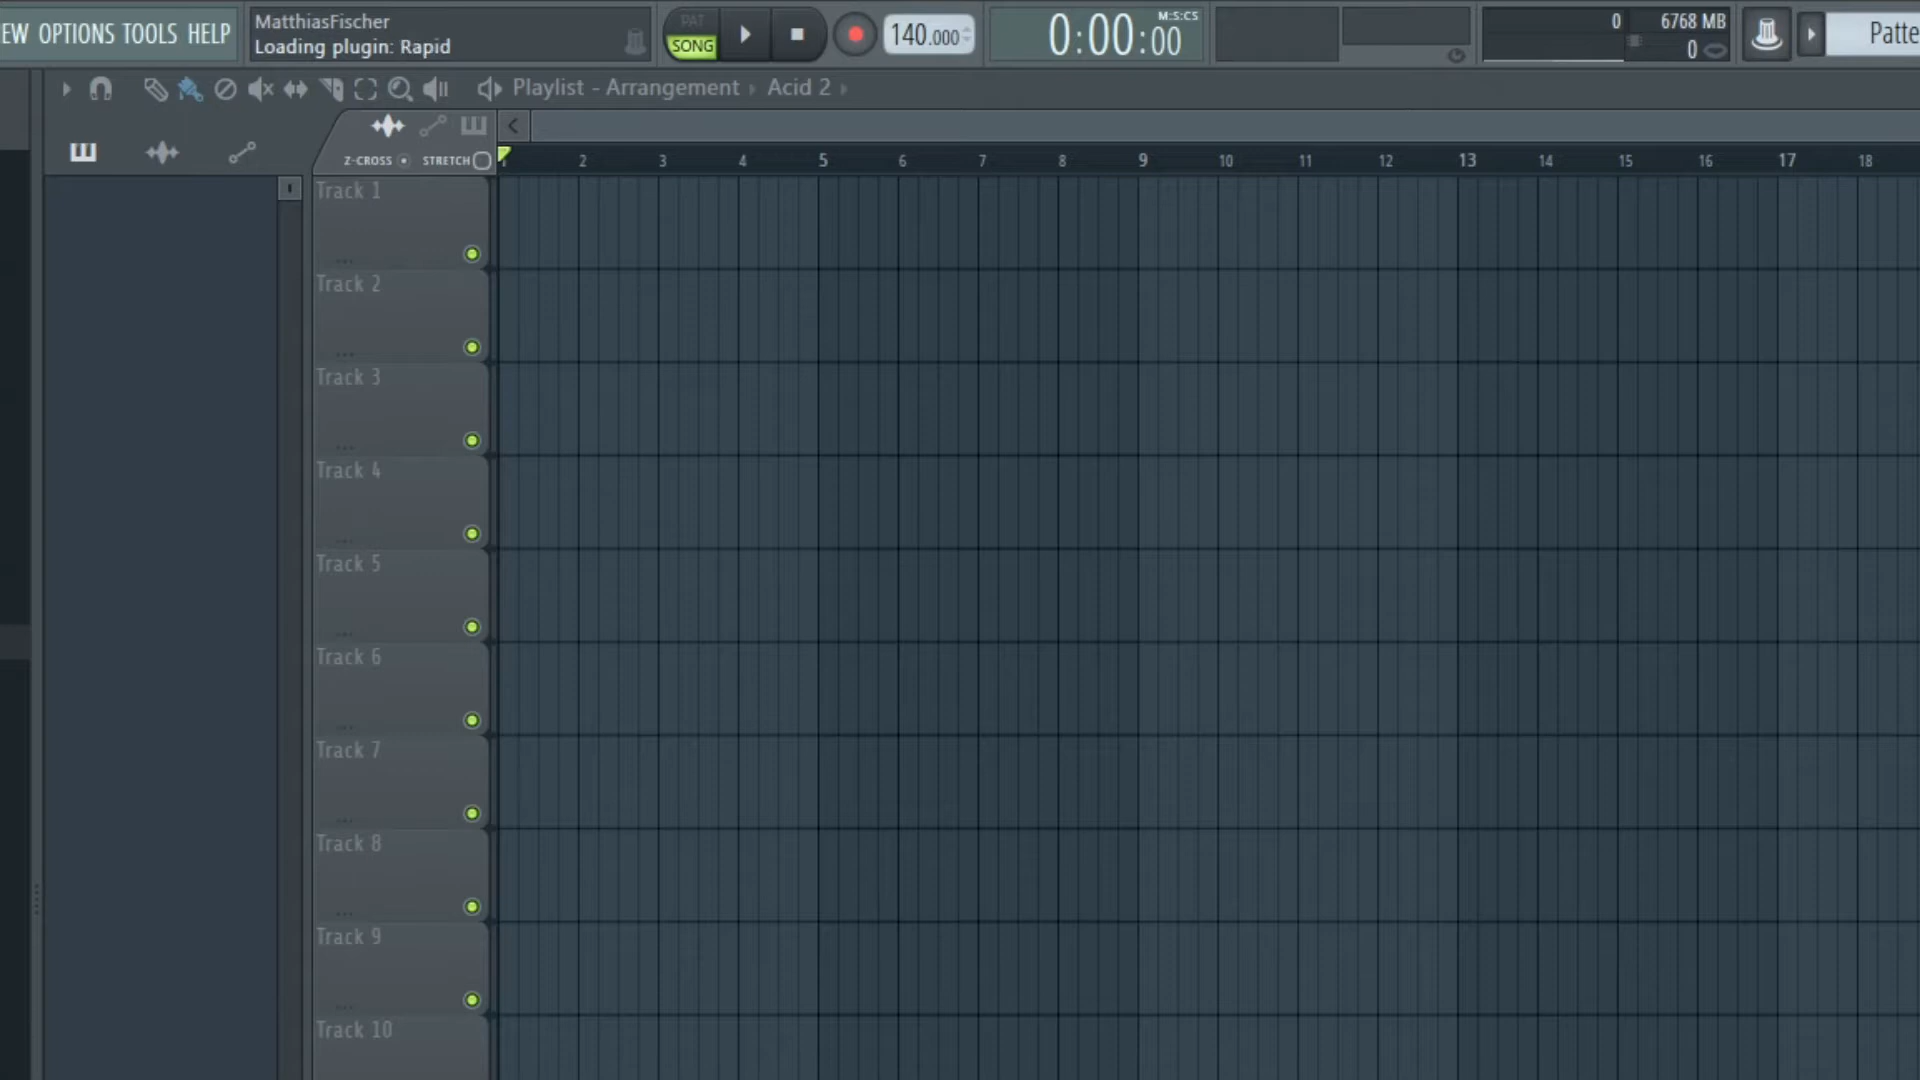 EW OPTIONS TOOLS HELP
MatthiasFischer
Loading plugin: Rapid
PAT
SONG
140.000
M:S:CS
0:00:00
0
6768 MB
0
Patte
Playlist - Arrangement › Acid 2 ›
Z-CROSS STRETCH
1 2 3 4 5 6 7 8 9 10 11 12 13 14 15 16 17 18
Track 1
Track 2
Track 3
Track 4
Track 5
Track 6
Track 7
Track 8
Track 9
Track 10